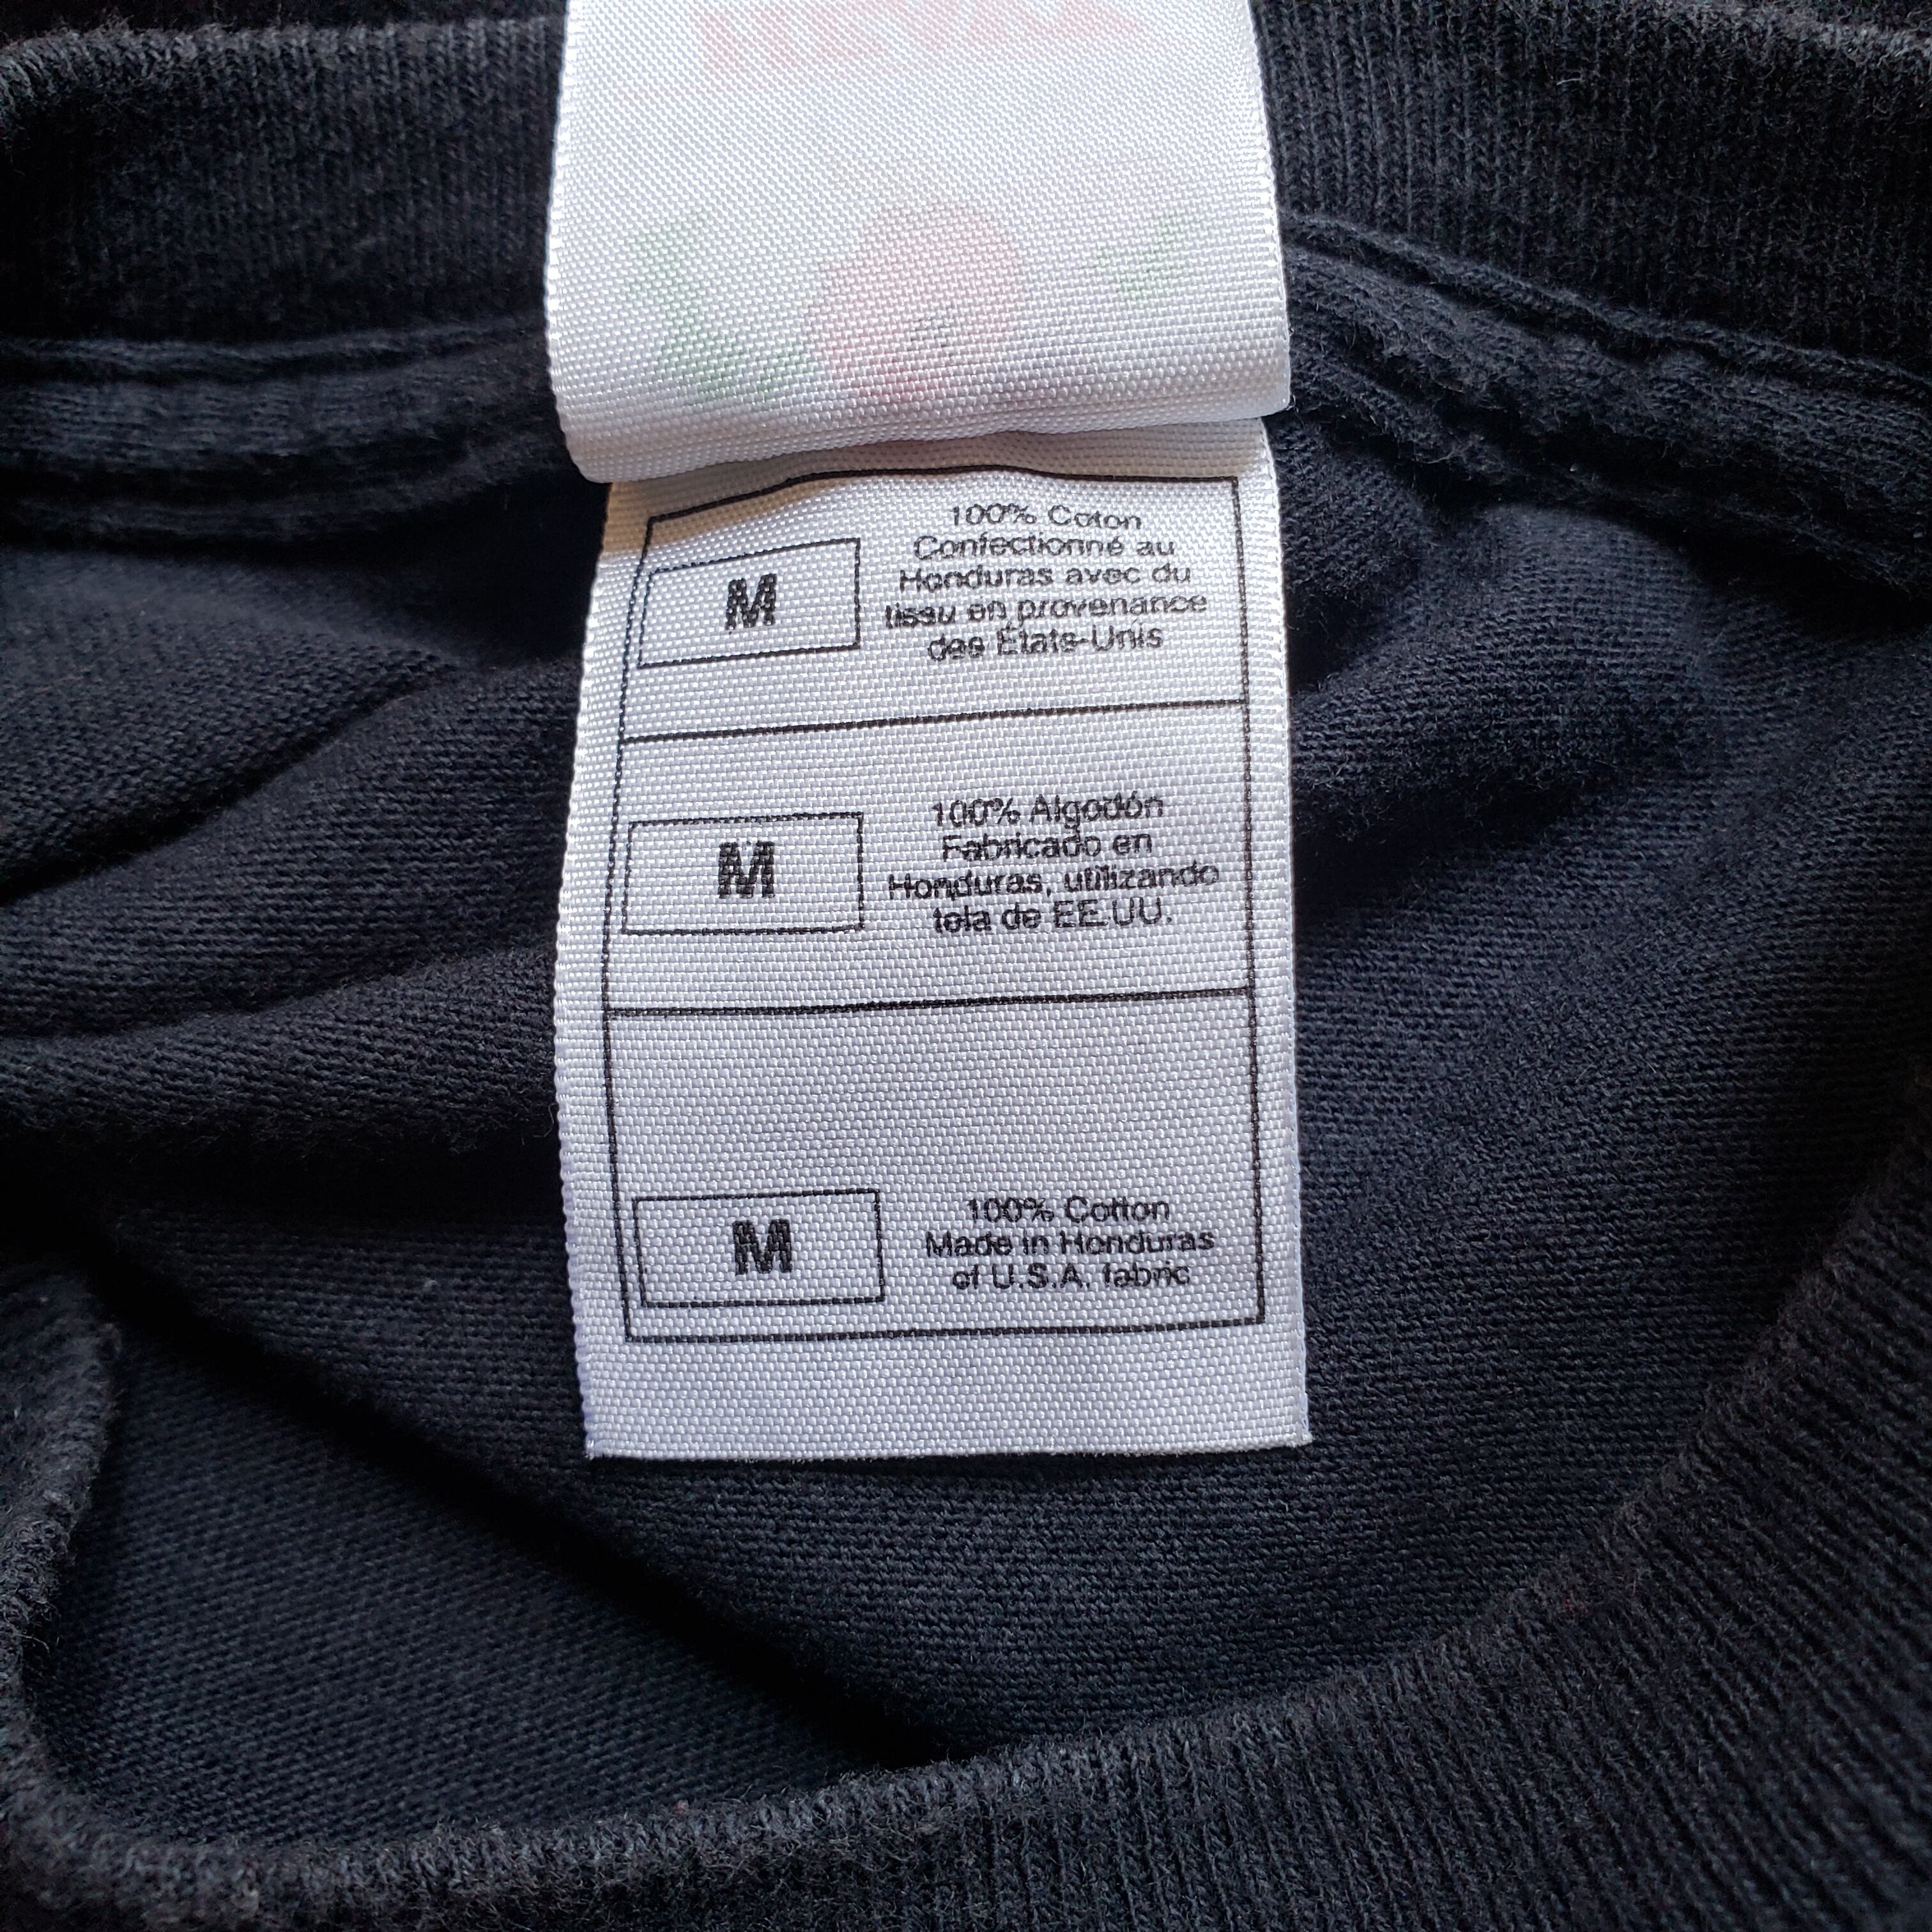 M
100% Coton
Confectionné au
Honduras avec du
tissu en provenance
des États-Unis
M
100% Algodón
Fabricado en
Honduras, utilizando
tela de EE.UU.
M
100% Cotton
Made in Honduras
of U.S.A. fabric